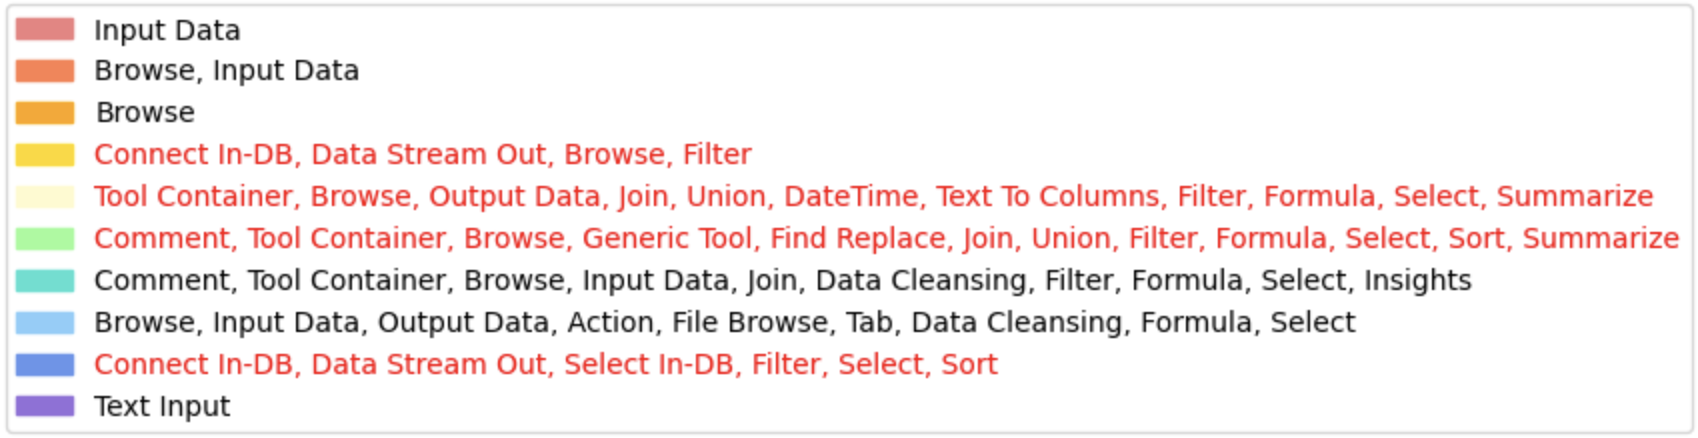 Input Data
Browse, Input Data
Browse
Connect In-DB, Data Stream Out, Browse, Filter
Tool Container, Browse, Output Data, Join, Union, DateTime, Text To Columns, Filter, Formula, Select, Summarize
Comment, Tool Container, Browse, Generic Tool, Find Replace, Join, Union, Filter, Formula, Select, Sort, Summarize
Comment, Tool Container, Browse, Input Data, Join, Data Cleansing, Filter, Formula, Select, Insights
Browse, Input Data, Output Data, Action, File Browse, Tab, Data Cleansing, Formula, Select
Connect In-DB, Data Stream Out, Select In-DB, Filter, Select, Sort
Text Input